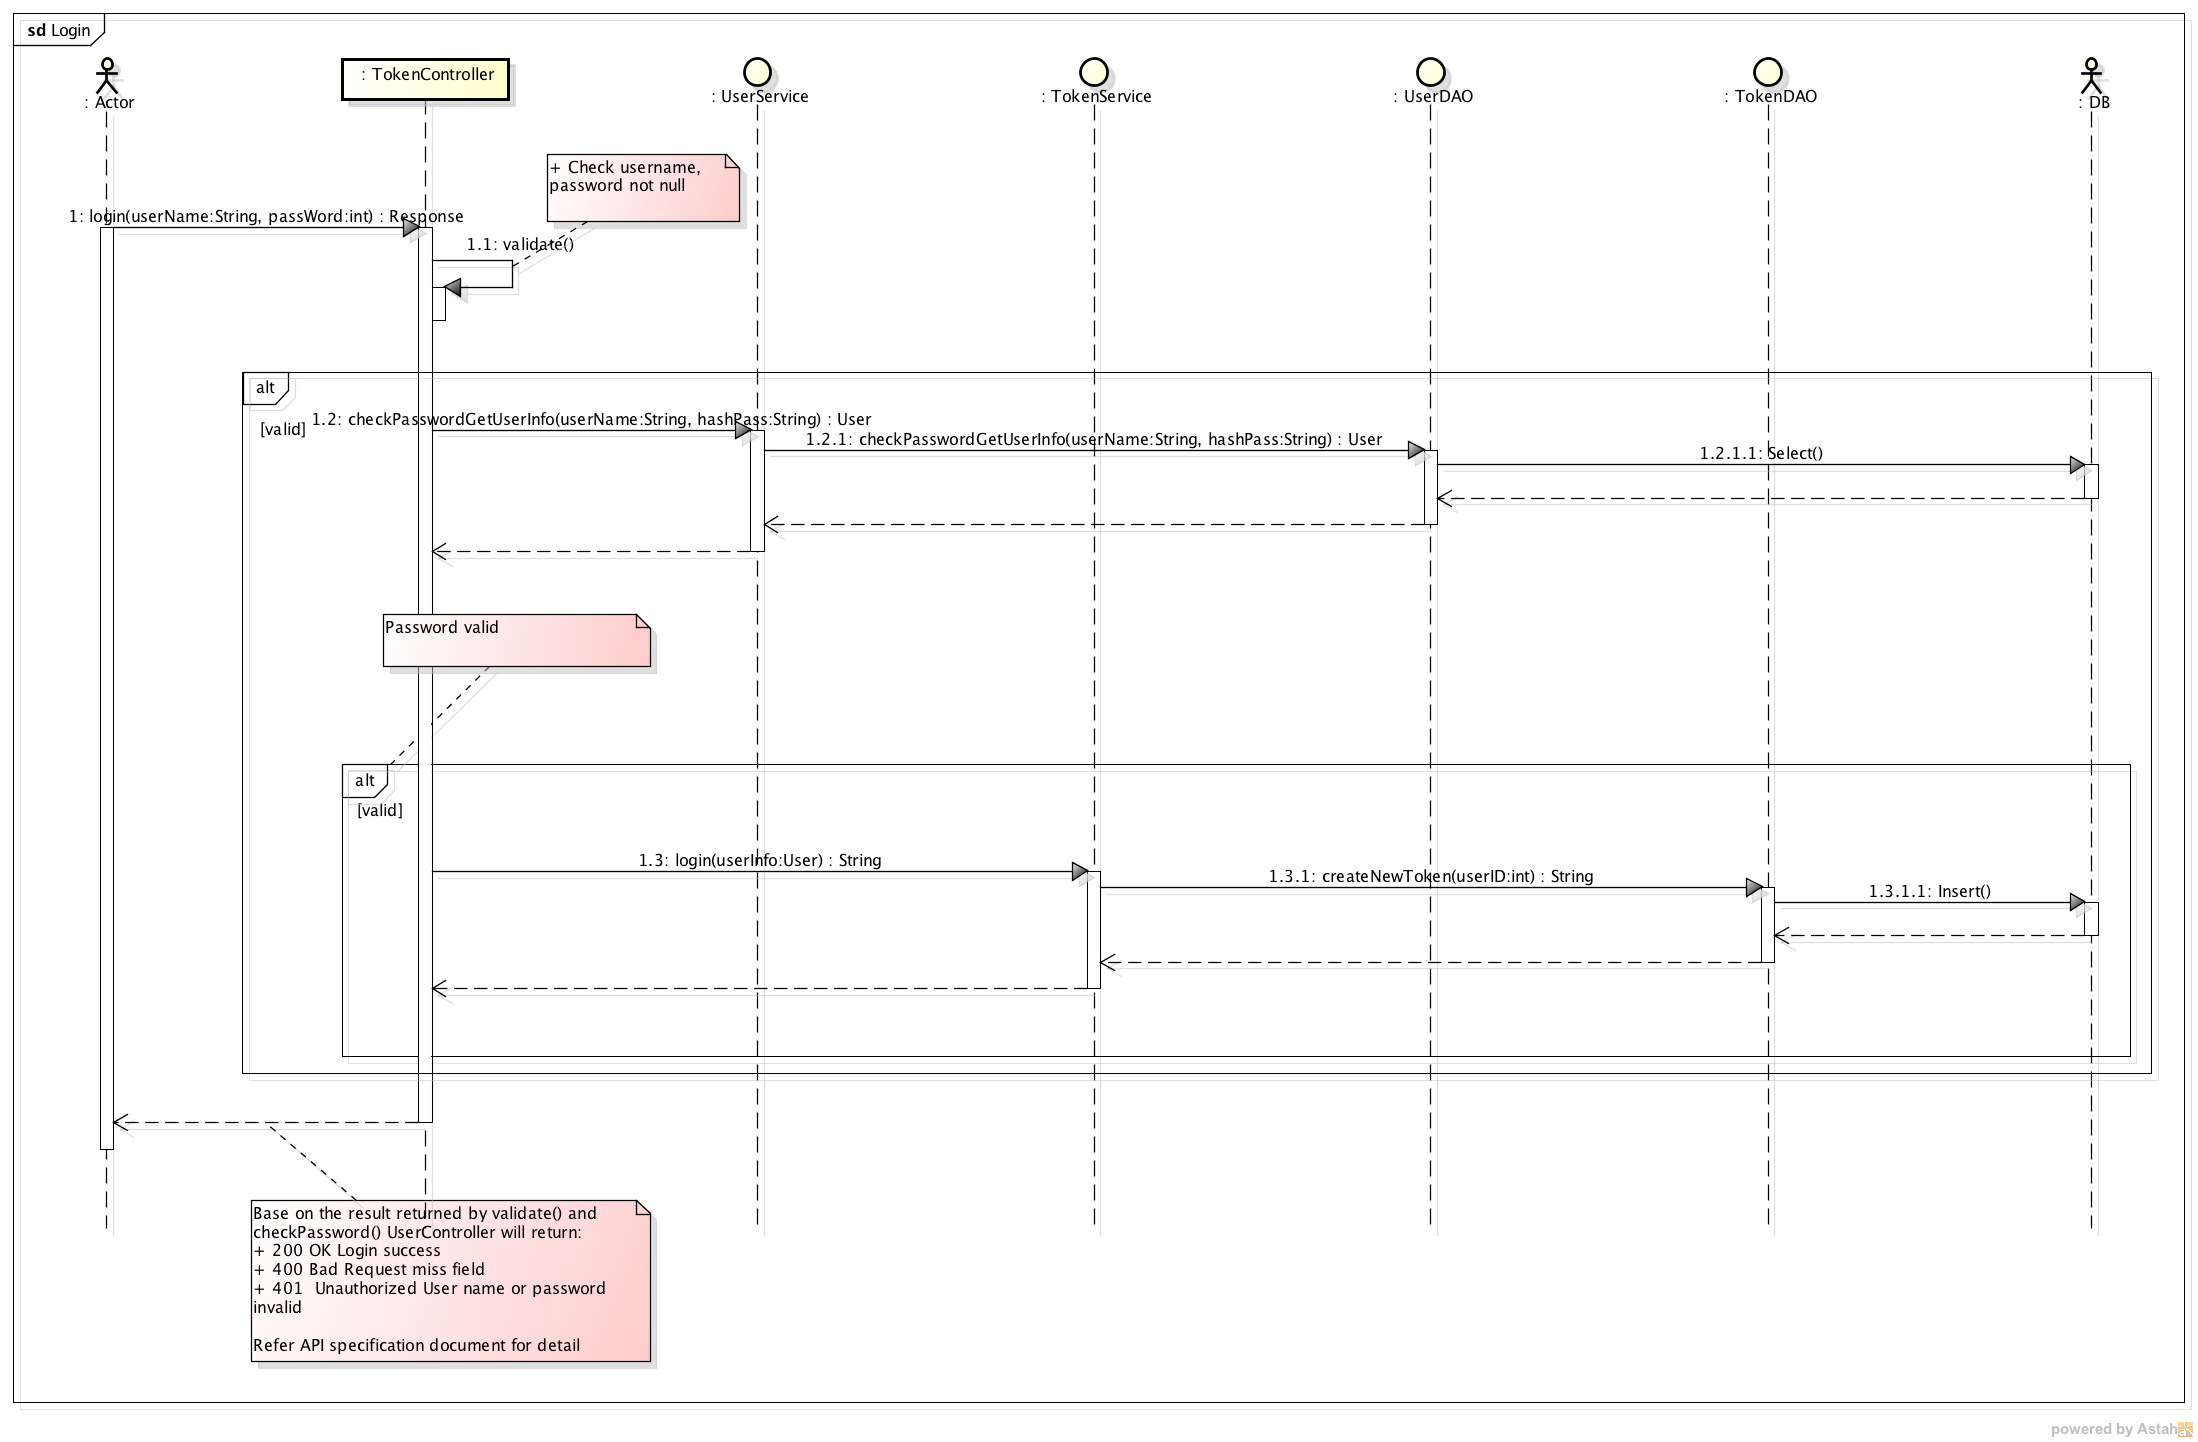 sd Login
: Actor
: TokenController
: UserService
: TokenService
: UserDAO
: TokenDAO
: DB
+ Check username,
password not null
1: login(userName:String, passWord:int) : Response
1.1: validate()
alt
[valid]
1.2: checkPasswordGetUserInfo(userName:String, hashPass:String) : User
1.2.1: checkPasswordGetUserInfo(userName:String, hashPass:String) : User
1.2.1.1: Select()
Password valid
alt
[valid]
1.3: login(userInfo:User) : String
1.3.1: createNewToken(userID:int) : String
1.3.1.1: Insert()
Base on the result returned by validate() and
checkPassword() UserController will return:
+ 200 OK Login success
+ 400 Bad Request miss field
+ 401  Unauthorized User name or password
invalid
Refer API specification document for detail
powered by Astah